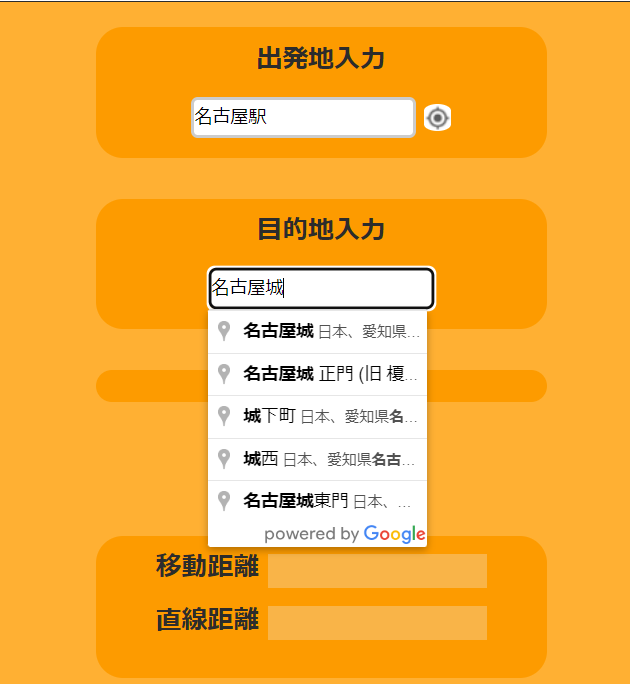 出発地入力
名古屋駅
目的地入力
名古屋城
名古屋城 日本、愛知県...
名古屋城 正門 (旧 榎...
城下町 日本、愛知県名...
城西 日本、愛知県名古...
名古屋城東門 日本、...
powered by Google
移動距離
直線距離